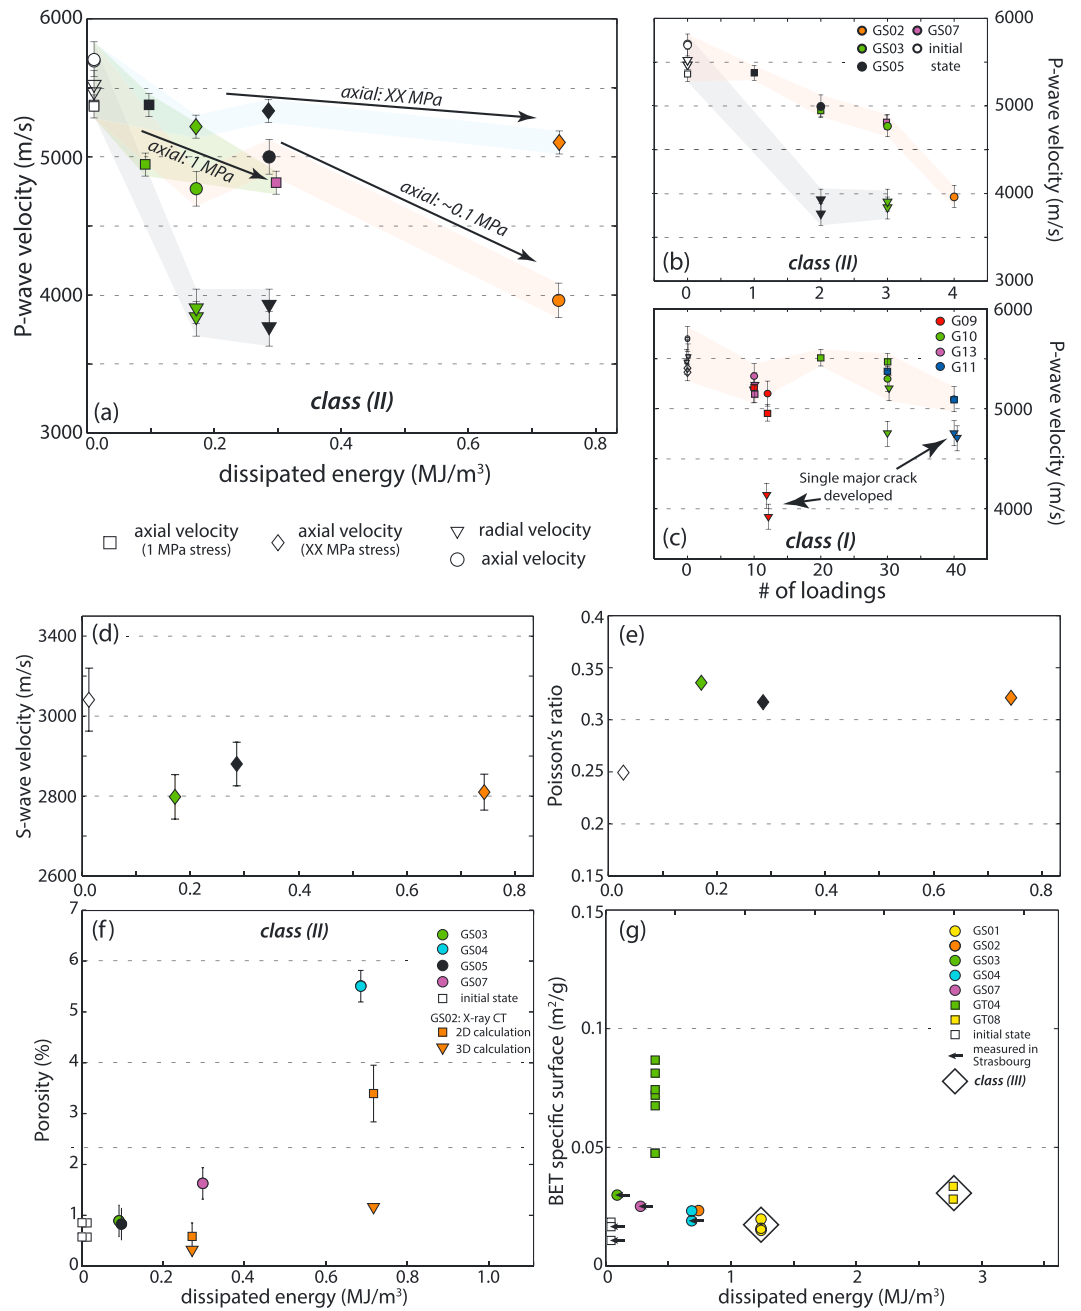 6000
5000
4000
3000
P-wave velocity (m/s)
axial: XX MPa
axial: 1 MPa
axial: ~0.1 MPa
(a)
class (II)
0.0
0.2
0.4
0.6
0.8
dissipated energy (MJ/m³)
axial velocity
(1 MPa stress)
axial velocity
(XX MPa stress)
radial velocity
axial velocity
GS02
GS07
GS03
initial
GS05
state
6000
5000
4000
3000
P-wave velocity (m/s)
(b)
class (II)
0
1
2
3
4
G09
G10
G13
G11
6000
5000
4000
P-wave velocity (m/s)
Single major crack
developed
(c)
class (I)
0
10
20
30
40
# of loadings
(d)
3400
3000
2800
2600
S-wave velocity (m/s)
0.0
0.2
0.4
0.6
0.8
(e)
0.4
0.35
0.3
0.25
0.2
0.15
Poisson's ratio
0.2
0.4
0.6
0.8
(f)
class (II)
7
6
4
3
2
1
0
Porosity (%)
GS03
GS04
GS05
GS07
initial state
GS02: X-ray CT
2D calculation
3D calculation
0.0
0.2
0.4
0.6
0.8
1.0
dissipated energy (MJ/m³)
(g)
0.15
0.1
0.05
0
BET specific surface (m²/g)
GS01
GS02
GS03
GS04
GS07
GT04
GT08
initial state
measured in
Strasbourg
class (III)
0
1
2
3
dissipated energy (MJ/m³)